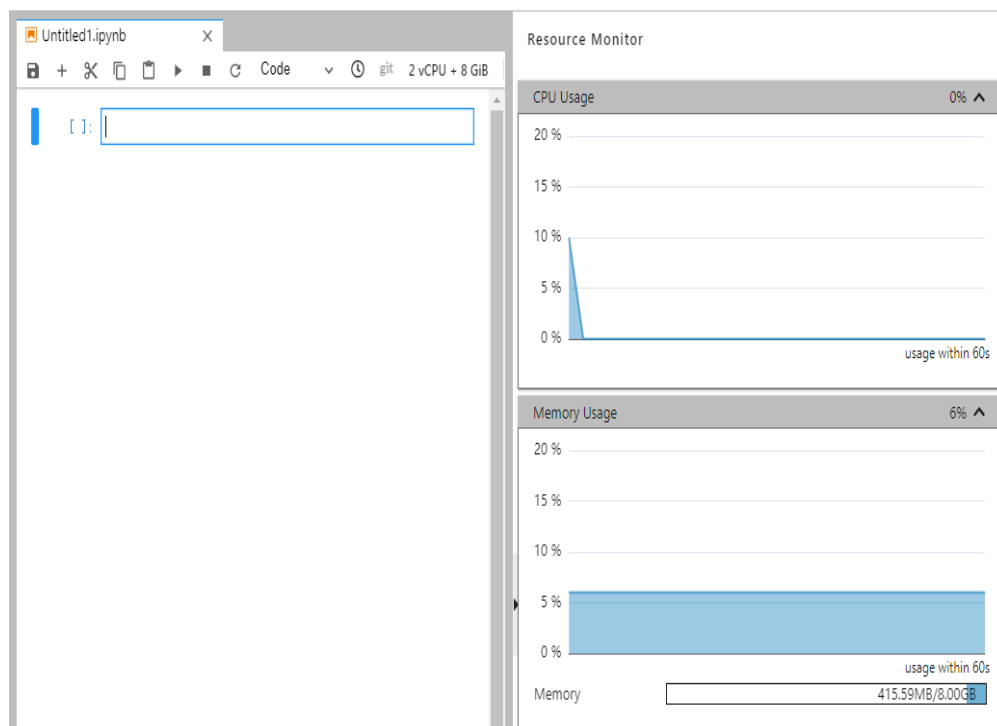 Untitled1.ipynb
Code
git
2 vCPU + 8 GiB
[ ]:
Resource Monitor
CPU Usage 0%
20 %
15 %
10 %
5 %
0 %
usage within 60s
Memory Usage 6%
20 %
15 %
10 %
5 %
0 %
usage within 60s
Memory 415.59MB/8.00GB